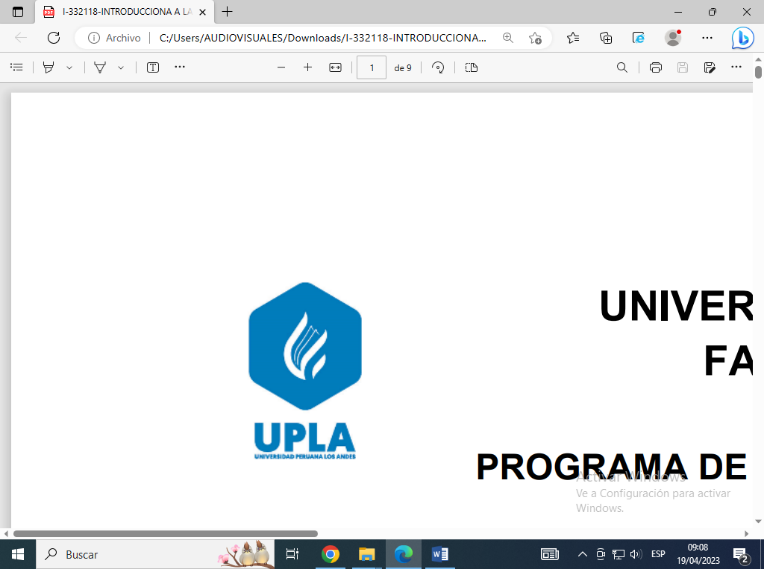 I-332118-INTRODUCCIONA A LA
Archivo
C:/Users/AUDIOVISUALES/Downloads/I-332118-INTRODUCCIONA...
1
de 9
UNIVER
FA
UPLA
UNIVERSIDAD PERUANA LOS ANDES
PROGRAMA DE
Activar Windows
Ve a Configuración para activar
Windows.
Buscar
ESP
09:08
19/04/2023
2